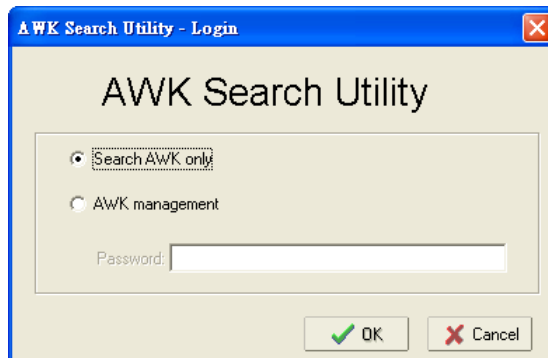 AWK Search Utility - Login
AWK Search Utility
Search AWK only
AWK management
Password:
OK Cancel